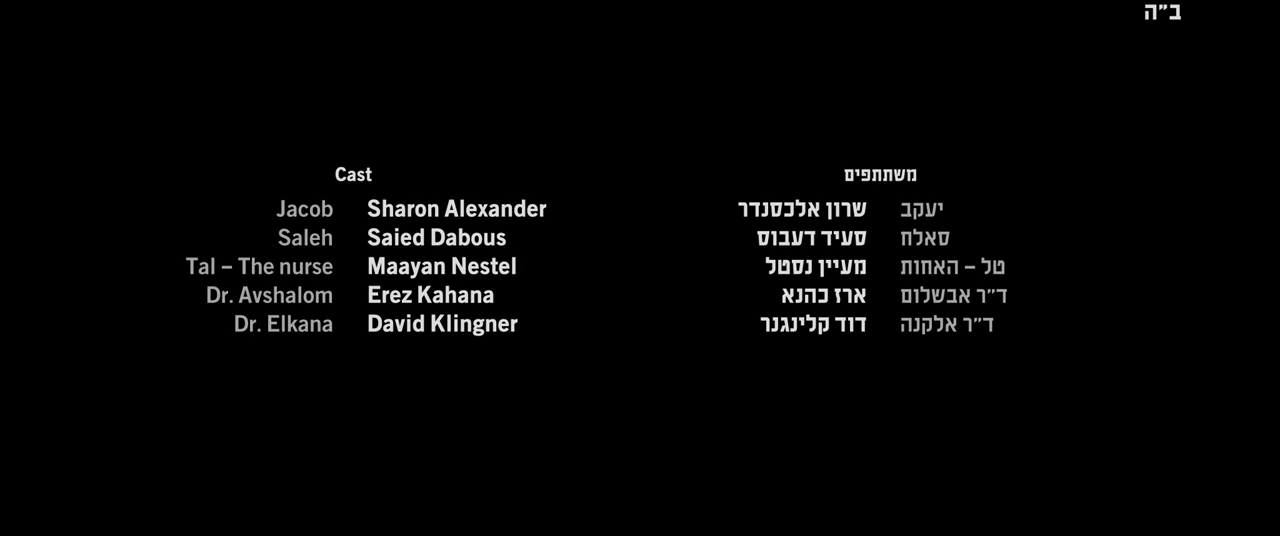 ב"ה
Cast
Jacob Sharon Alexander
Saleh Saied Dabous
Tal – The nurse Maayan Nestel
Dr. Avshalom Erez Kahana
Dr. Elkana David Klingner
משתתפים
יעקב שרון אלכסנדר
סאלח סעיד דעבוס
טל – האחות מעיין נסטל
ד"ר אבשלום ארז כהנא
ד"ר אלקנה דוד קלינגנר